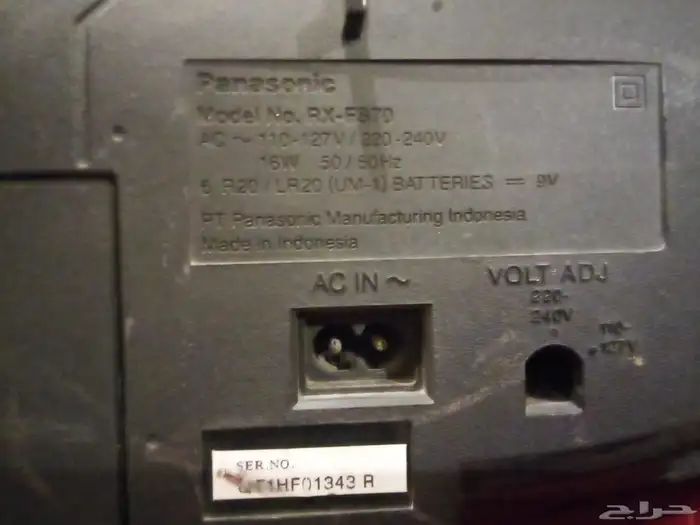 Panasonic
Model No. RX-F870
AC ~ 110-127V / 220-240V
16W 50 / 60Hz
6 R20 / LR20 (UM-1) BATTERIES ⎓ 9V
PT Panasonic Manufacturing Indonesia
Made in Indonesia
AC IN ~
VOLT ADJ
220-
240V
110-
127V
SER.NO.
1HF01343 R
حراج